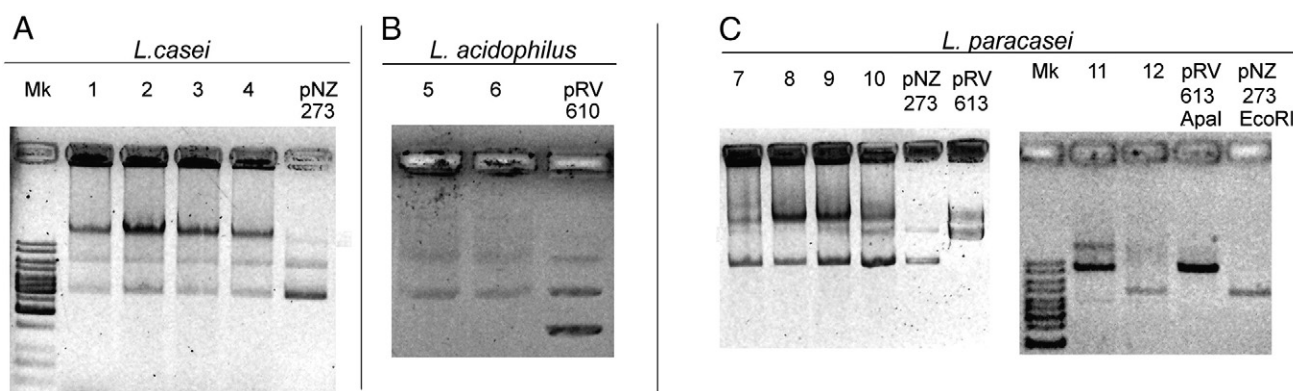 A
L.casei
Mk 1 2 3 4 pNZ
273
B
L. acidophilus
5 6 pRV
610
C
L. paracasei
7 8 9 10 pNZ pRV
273 613
Mk 11 12 pRV pNZ
613 273
ApaI EcoRI